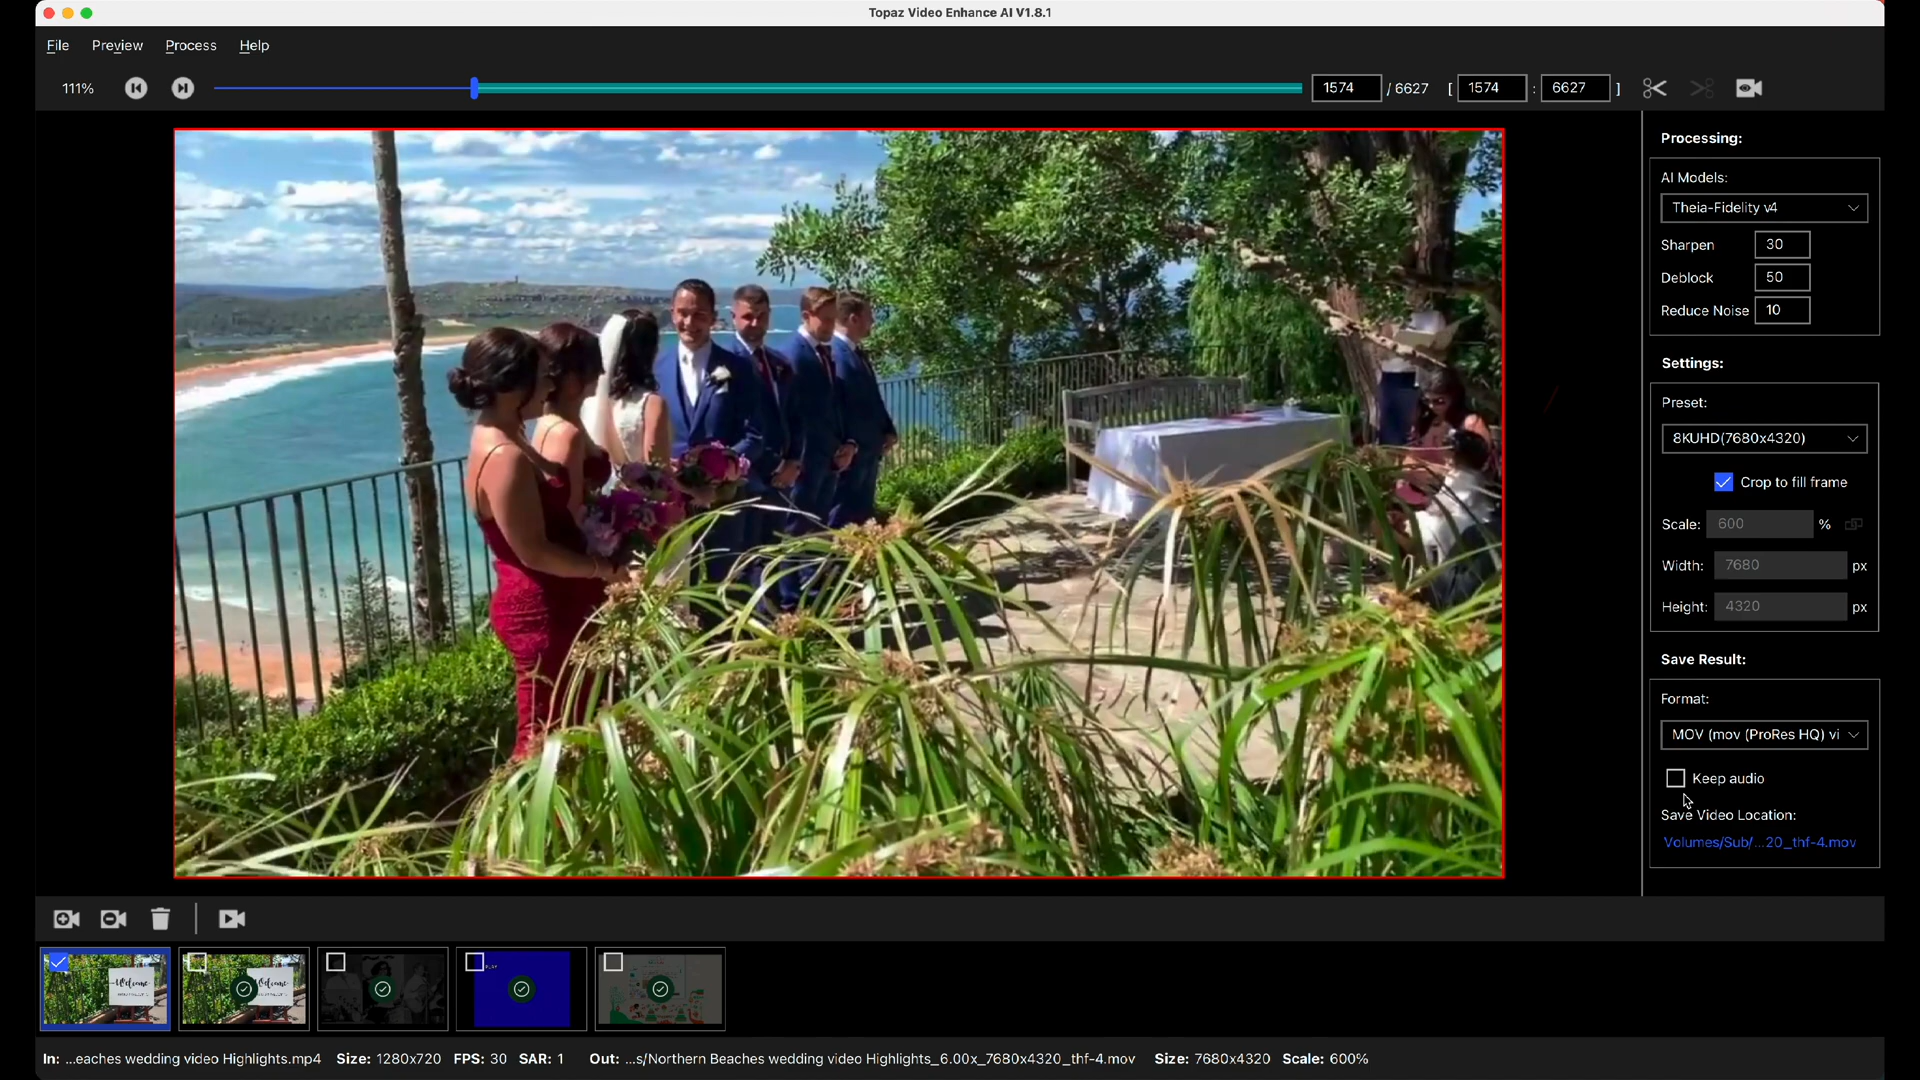 Topaz Video Enhance AI V1.8.1
File Preview Process Help
111% 1574 / 6627 [ 1574 : 6627 ]
Processing:
AI Models:
Theia-Fidelity v4
Sharpen 30
Deblock 50
Reduce Noise 10
Settings:
Preset:
8KUHD(7680x4320)
Crop to fill frame
Scale: 600 %
Width: 7680 px
Height: 4320 px
Save Result:
Format:
MOV (mov (ProRes HQ) vi
Keep audio
Save Video Location:
Volumes/Sub/...20_thf-4.mov
Welcome
Welcome
In: ...eaches wedding video Highlights.mp4 Size: 1280x720 FPS: 30 SAR: 1 Out: ...s/Northern Beaches wedding video Highlights_6.00x_7680x4320_thf-4.mov Size: 7680x4320 Scale: 600%